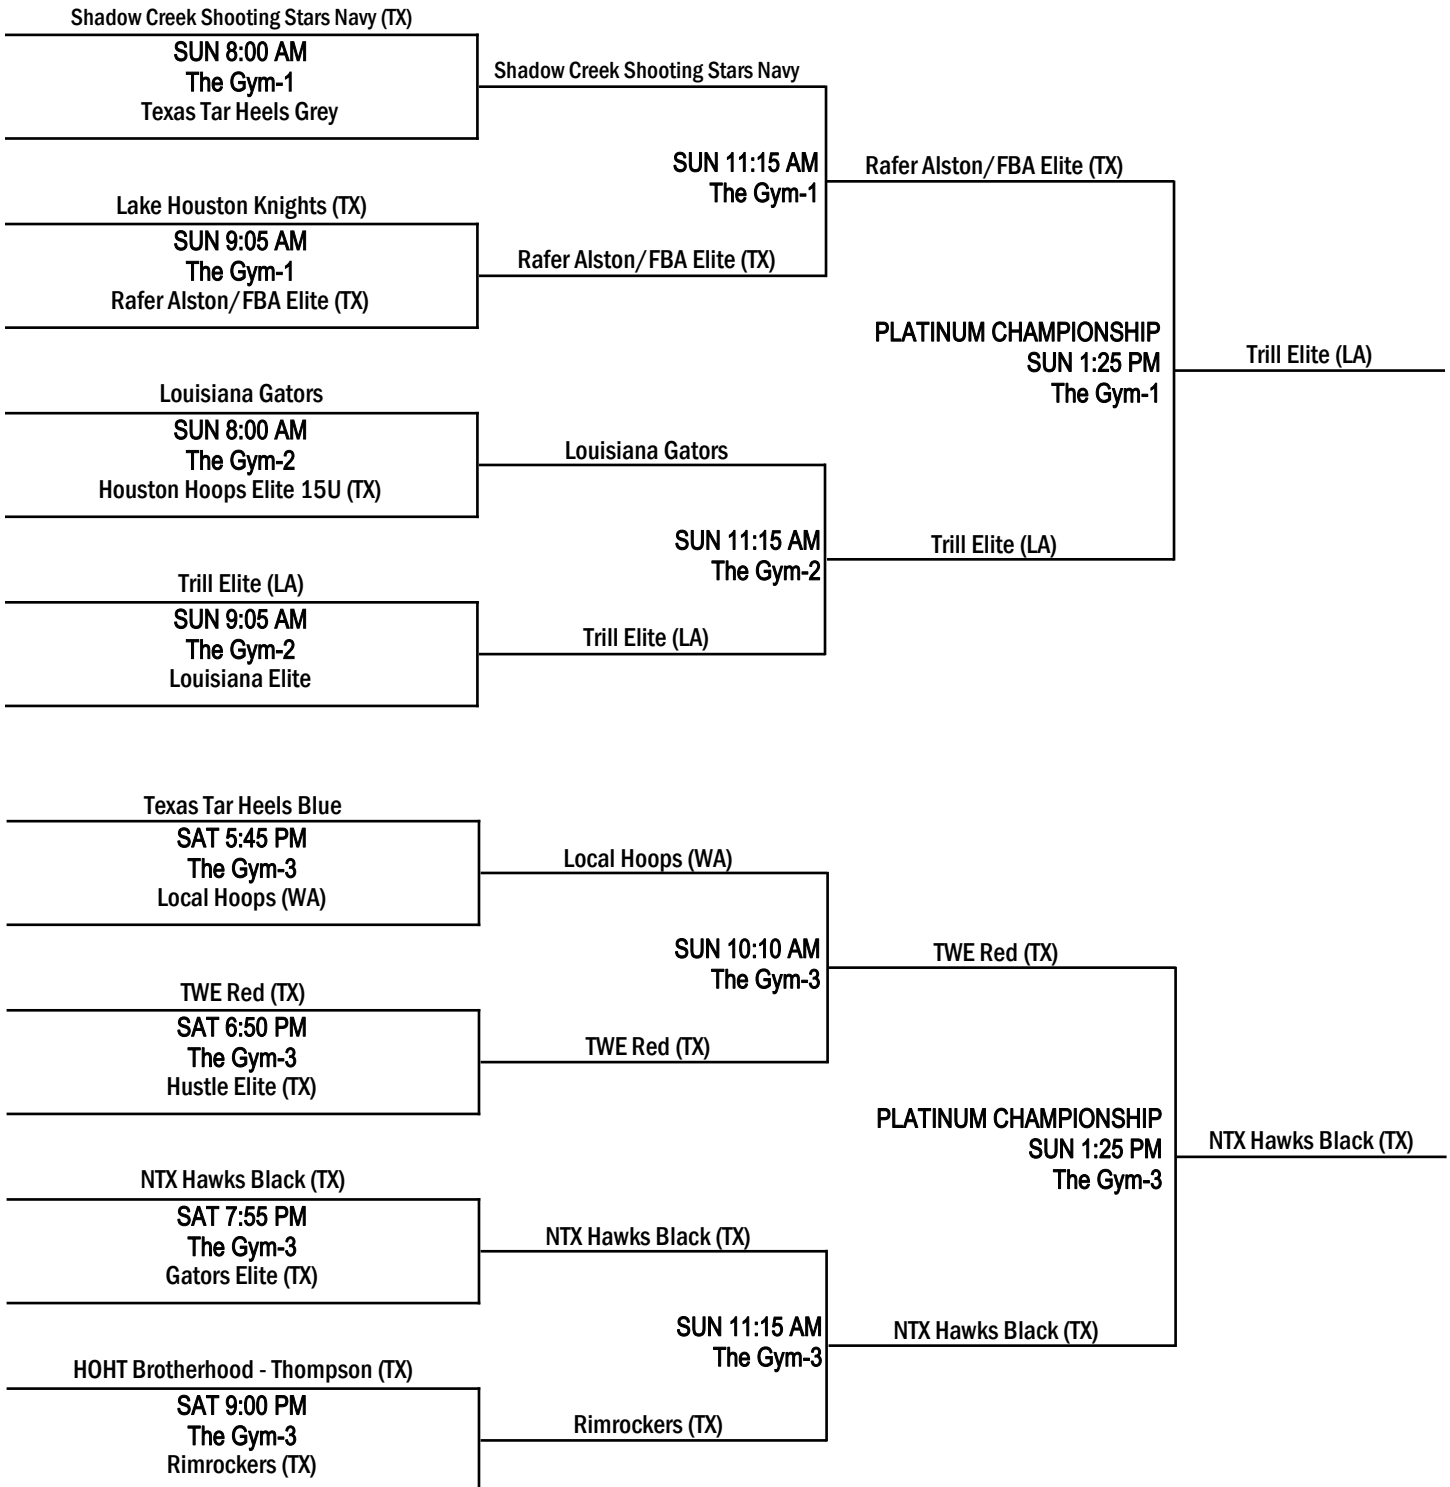 Shadow Creek Shooting Stars Navy (TX)
SUN 8:00 AM
The Gym-1
Texas Tar Heels Grey
Shadow Creek Shooting Stars Navy
SUN 11:15 AM
The Gym-1
Rafer Alston/FBA Elite (TX)
Lake Houston Knights (TX)
SUN 9:05 AM
The Gym-1
Rafer Alston/FBA Elite (TX)
Rafer Alston/FBA Elite (TX)
PLATINUM CHAMPIONSHIP
SUN 1:25 PM
The Gym-1
Trill Elite (LA)
Louisiana Gators
SUN 8:00 AM
The Gym-2
Houston Hoops Elite 15U (TX)
Louisiana Gators
SUN 11:15 AM
The Gym-2
Trill Elite (LA)
Trill Elite (LA)
SUN 9:05 AM
The Gym-2
Louisiana Elite
Trill Elite (LA)
Texas Tar Heels Blue
SAT 5:45 PM
The Gym-3
Local Hoops (WA)
Local Hoops (WA)
SUN 10:10 AM
The Gym-3
TWE Red (TX)
TWE Red (TX)
SAT 6:50 PM
The Gym-3
Hustle Elite (TX)
TWE Red (TX)
PLATINUM CHAMPIONSHIP
SUN 1:25 PM
The Gym-3
NTX Hawks Black (TX)
NTX Hawks Black (TX)
SAT 7:55 PM
The Gym-3
Gators Elite (TX)
NTX Hawks Black (TX)
SUN 11:15 AM
The Gym-3
NTX Hawks Black (TX)
HOHT Brotherhood - Thompson (TX)
SAT 9:00 PM
The Gym-3
Rimrockers (TX)
Rimrockers (TX)